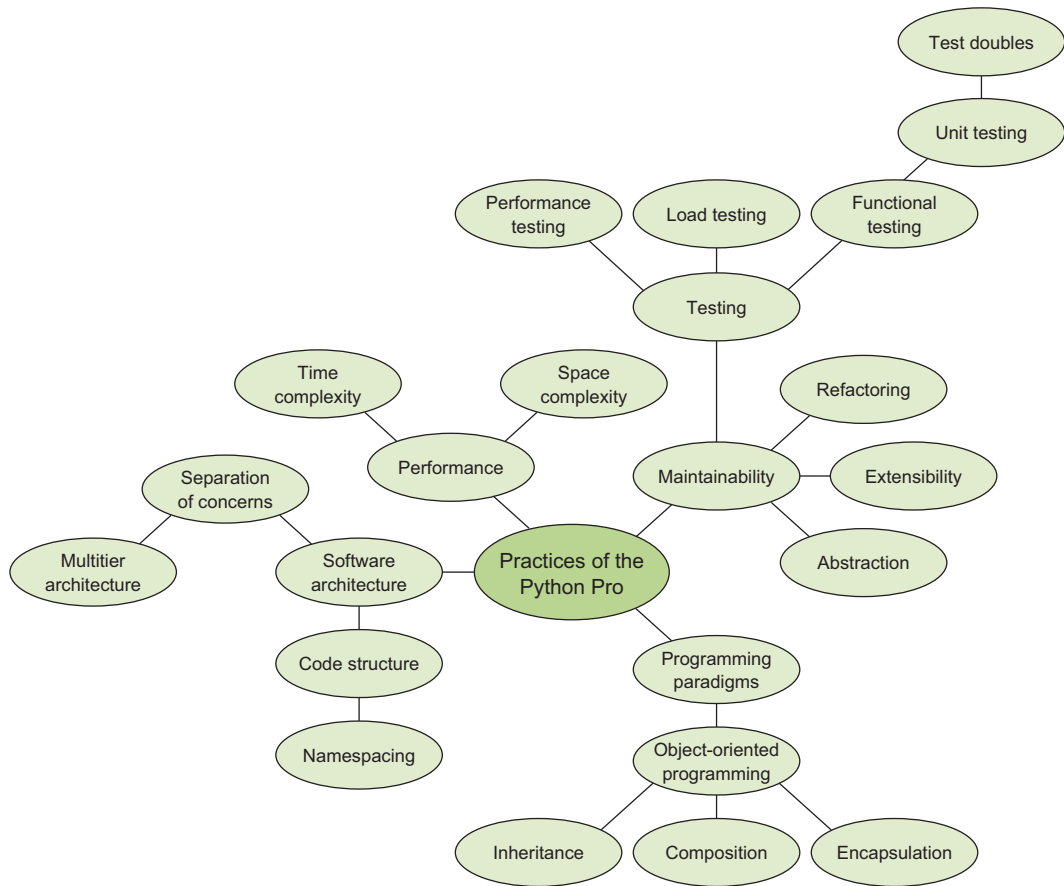 Test doubles
Unit testing
Performance
testing
Load testing
Functional
testing
Testing
Time
complexity
Space
complexity
Refactoring
Performance
Maintainability
Extensibility
Separation
of concerns
Multitier
architecture
Software
architecture
Practices of the
Python Pro
Abstraction
Code structure
Programming
paradigms
Namespacing
Object-oriented
programming
Inheritance
Composition
Encapsulation